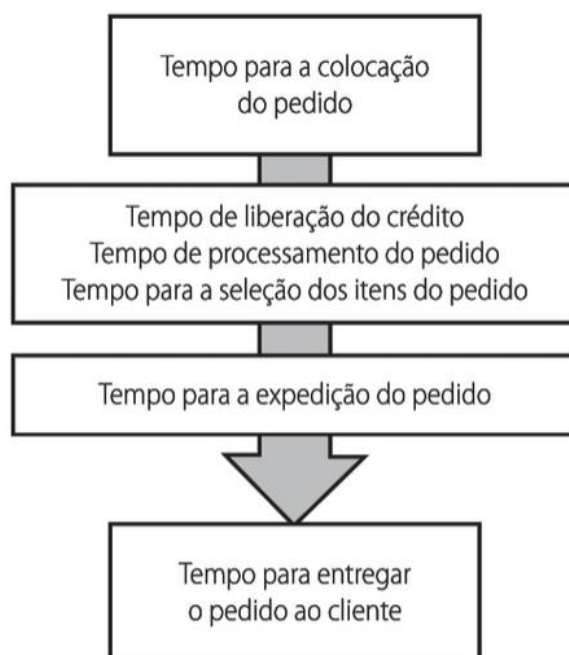 Tempo para a colocação
do pedido
Tempo de liberação do crédito
Tempo de processamento do pedido
Tempo para a seleção dos itens do pedido
Tempo para a expedição do pedido
Tempo para entregar
o pedido ao cliente